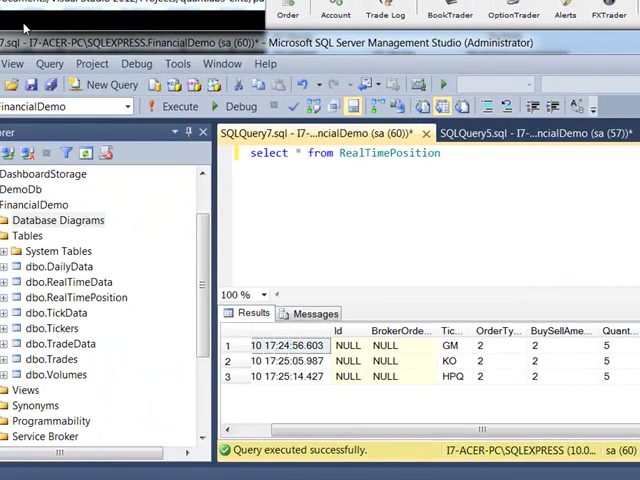 Order Account Trade Log BookTrader OptionTrader Alerts FXTrader
7.sql - I7-ACER-PC\SQLEXPRESS.FinancialDemo (sa (60))* - Microsoft SQL Server Management Studio (Administrator)
View Query Project Debug Tools Window Help
New Query
FinancialDemo Execute Debug
SQLQuery7.sql - I7-...ncialDemo (sa (60))* SQLQuery5.sql - I7-...ncialDemo (sa (57))*
select * from RealTimePosition
DashboardStorage
DemoDb
FinancialDemo
Database Diagrams
Tables
System Tables
dbo.DailyData
dbo.RealTimeData
dbo.RealTimePosition
dbo.TickData
dbo.Tickers
dbo.TradeData
dbo.Trades
dbo.Volumes
Views
Synonyms
Programmability
Service Broker
100 %
Results Messages
Id BrokerOrde... Tic... OrderTy... BuySellAme... Quant
1 10 17:24:56.603 NULL NULL GM 2 2 5
2 10 17:25:05.987 NULL NULL KO 2 2 5
3 10 17:25:14.427 NULL NULL HPQ 2 2 5
Query executed successfully. I7-ACER-PC\SQLEXPRESS (10.0... sa (60)